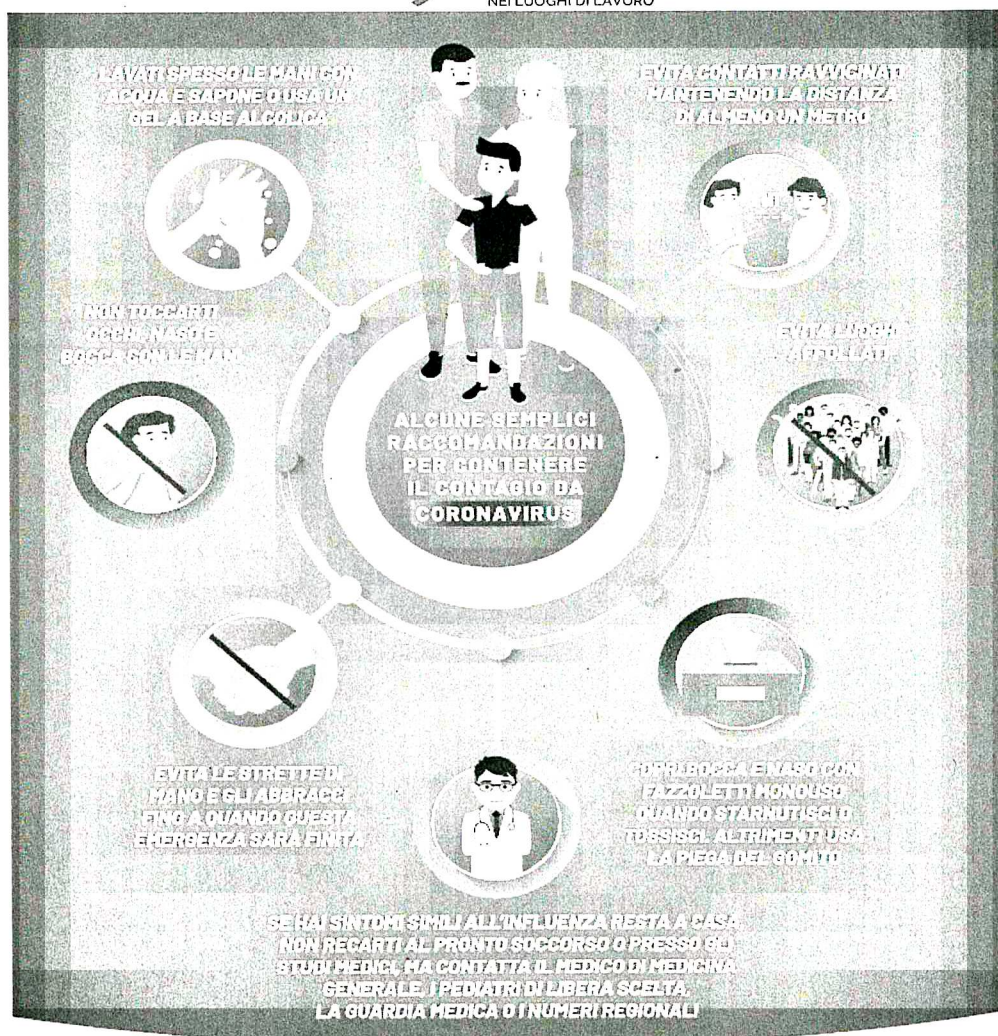 NEI LUOGHI DI LAVORO
LAVATI SPESSO LE MANI CON
ACQUA E SAPONE O USA UN
GEL A BASE ALCOLICA
EVITA CONTATTI RAVVICINATI
MANTENENDO LA DISTANZA
DI ALMENO UN METRO
NON TOCCARTI
OCCHI, NASO E
BOCCA CON LE MANI
EVITA LUOGHI
AFFOLLATI
ALCUNE SEMPLICI
RACCOMANDAZIONI
PER CONTENERE
IL CONTAGIO DA
CORONAVIRUS
EVITA LE STRETTE DI
MANO E GLI ABBRACCI
FINO A QUANDO QUESTA
EMERGENZA SARÀ FINITA
COPRI BOCCA E NASO CON
FAZZOLETTI MONOUSO
QUANDO STARNUTISCI O
TOSSISCI. ALTRIMENTI USA
LA PIEGA DEL GOMITO
SE HAI SINTOMI SIMILI ALL'INFLUENZA RESTA A CASA,
NON RECARTI AL PRONTO SOCCORSO O PRESSO GLI
STUDI MEDICI, MA CONTATTA IL MEDICO DI MEDICINA
GENERALE, I PEDIATRI DI LIBERA SCELTA,
LA GUARDIA MEDICA O I NUMERI REGIONALI